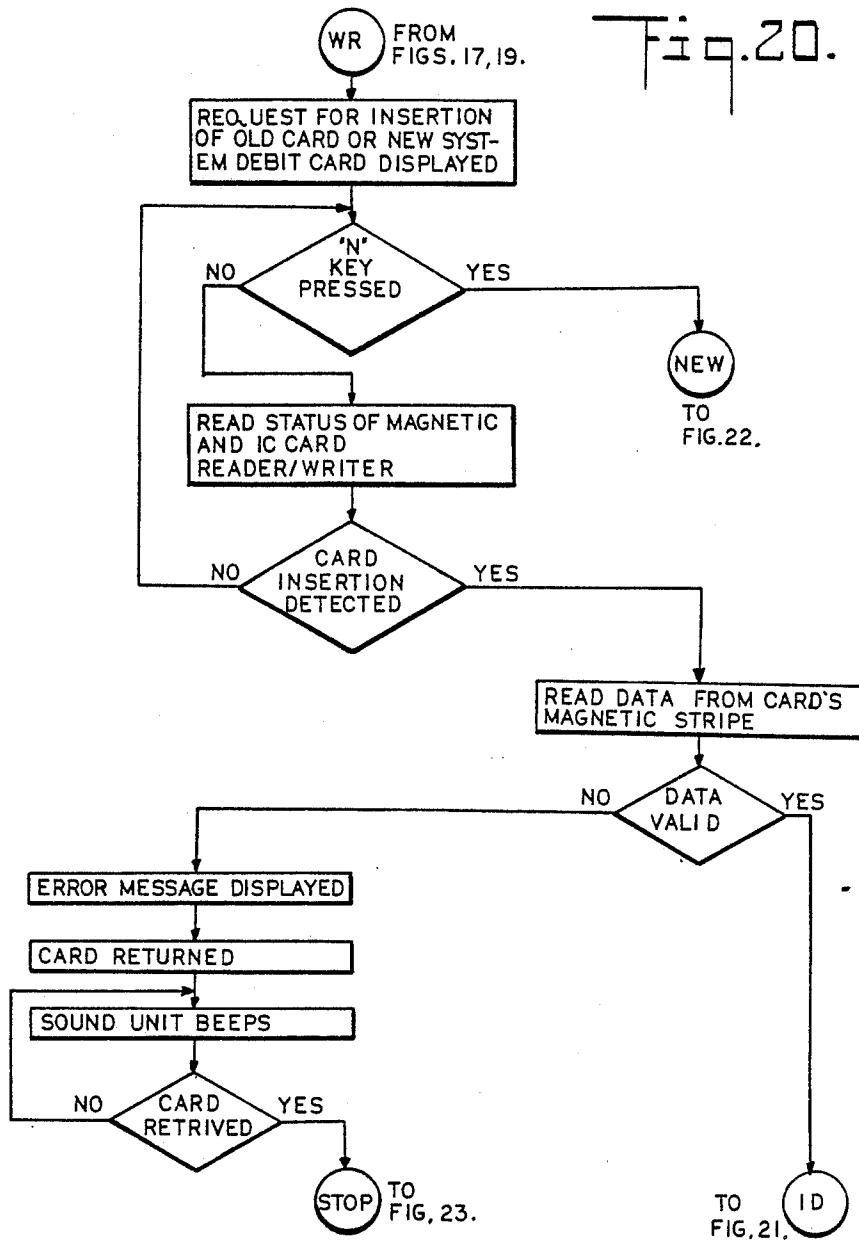 Fig.20.
WR
FROM
FIGS. 17,19.
REQUEST FOR INSERTION
OF OLD CARD OR NEW SYST-
EM DEBIT CARD DISPLAYED
"N"
KEY
PRESSED
NO
YES
NEW
TO
FIG.22.
READ STATUS OF MAGNETIC
AND IC CARD
READER/WRITER
CARD
INSERTION
DETECTED
NO
YES
READ DATA FROM CARD'S
MAGNETIC STRIPE
DATA
VALID
NO
YES
ERROR MESSAGE DISPLAYED
CARD RETURNED
SOUND UNIT BEEPS
CARD
RETRIVED
NO
YES
STOP
TO
FIG, 23.
TO
FIG.21.
ID